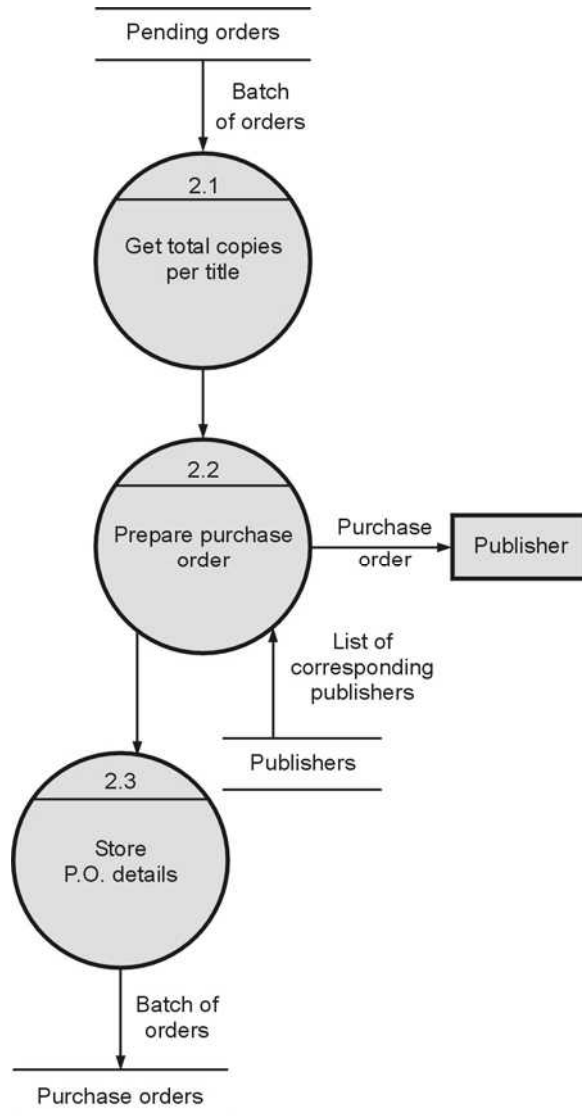 Pending orders
Batch
of orders
2.1
Get total copies
per title
2.2
Prepare purchase
order
Purchase
order
Publisher
List of
corresponding
publishers
Publishers
2.3
Store
P.O. details
Batch of
orders
Purchase orders